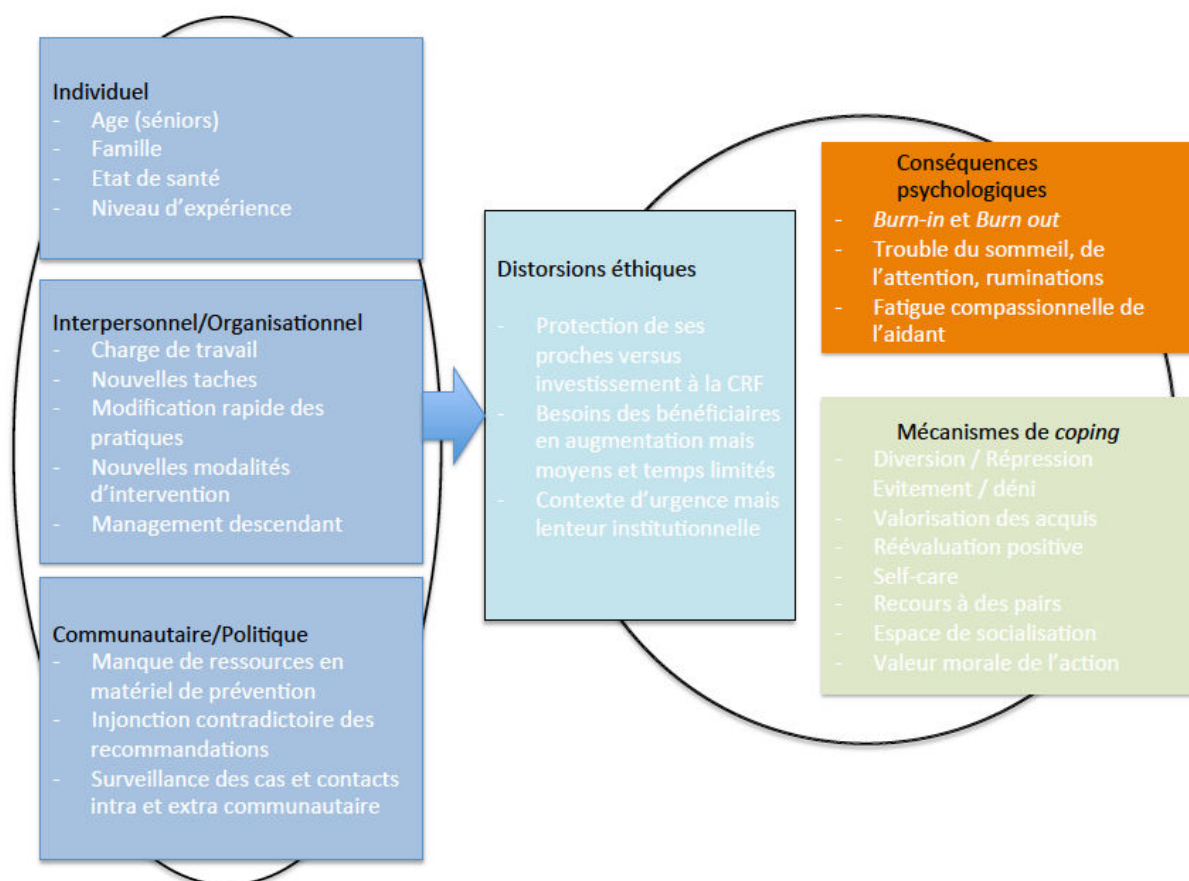 Individuel
- Age (séniors)
- Famille
- Etat de santé
- Niveau d'expérience
Interpersonnel/Organisationnel
- Charge de travail
- Nouvelles taches
- Modification rapide des
pratiques
- Nouvelles modalités
d'intervention
- Management descendant
Communautaire/Politique
- Manque de ressources en
matériel de prévention
- Injonction contradictoire des
recommandations
- Surveillance des cas et contacts
intra et extra communautaire
Distorsions éthiques
- Protection de ses
proches versus
investissement à la CRF
- Besoins des bénéficiaires
en augmentation mais
moyens et temps limités
- Contexte d'urgence mais
lenteur institutionnelle
Conséquences
psychologiques
- Burn-in et Burn out
- Trouble du sommeil, de
l'attention, ruminations
- Fatigue compassionnelle de
l'aidant
Mécanismes de coping
- Diversion / Répression
Evitement / déni
- Valorisation des acquis
- Réévaluation positive
- Self-care
- Recours à des pairs
- Espace de socialisation
- Valeur morale de l'action